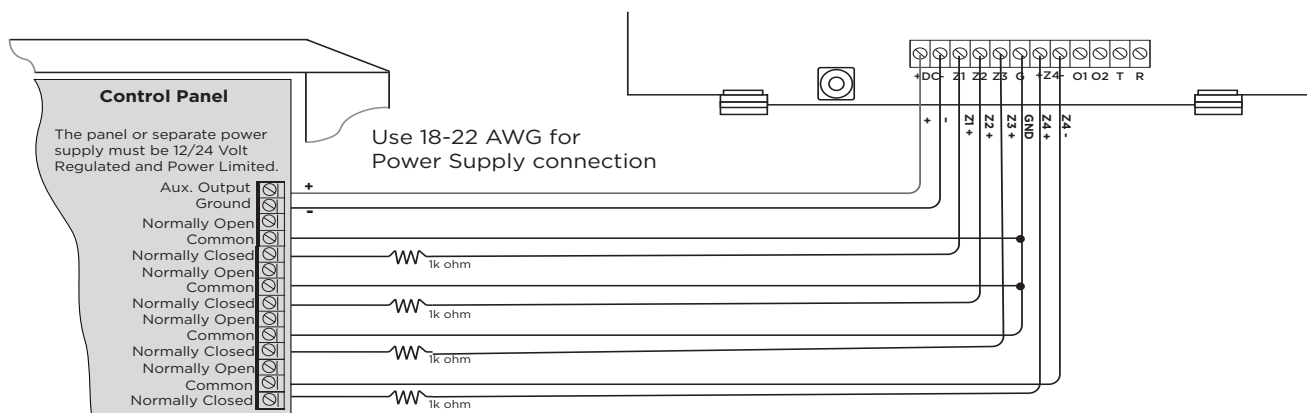 +DC- Z1 Z2 Z3 G +Z4- O1 O2 T R
+ - Z1 + Z2 + Z3 + GND Z4 + Z4 -
Control Panel
The panel or separate power
supply must be 12/24 Volt
Regulated and Power Limited.
Use 18-22 AWG for
Power Supply connection
Aux. Output +
Ground -
Normally Open
Common
Normally Closed
1k ohm
Normally Open
Common
Normally Closed
1k ohm
Normally Open
Common
Normally Closed
1k ohm
Normally Open
Common
Normally Closed
1k ohm